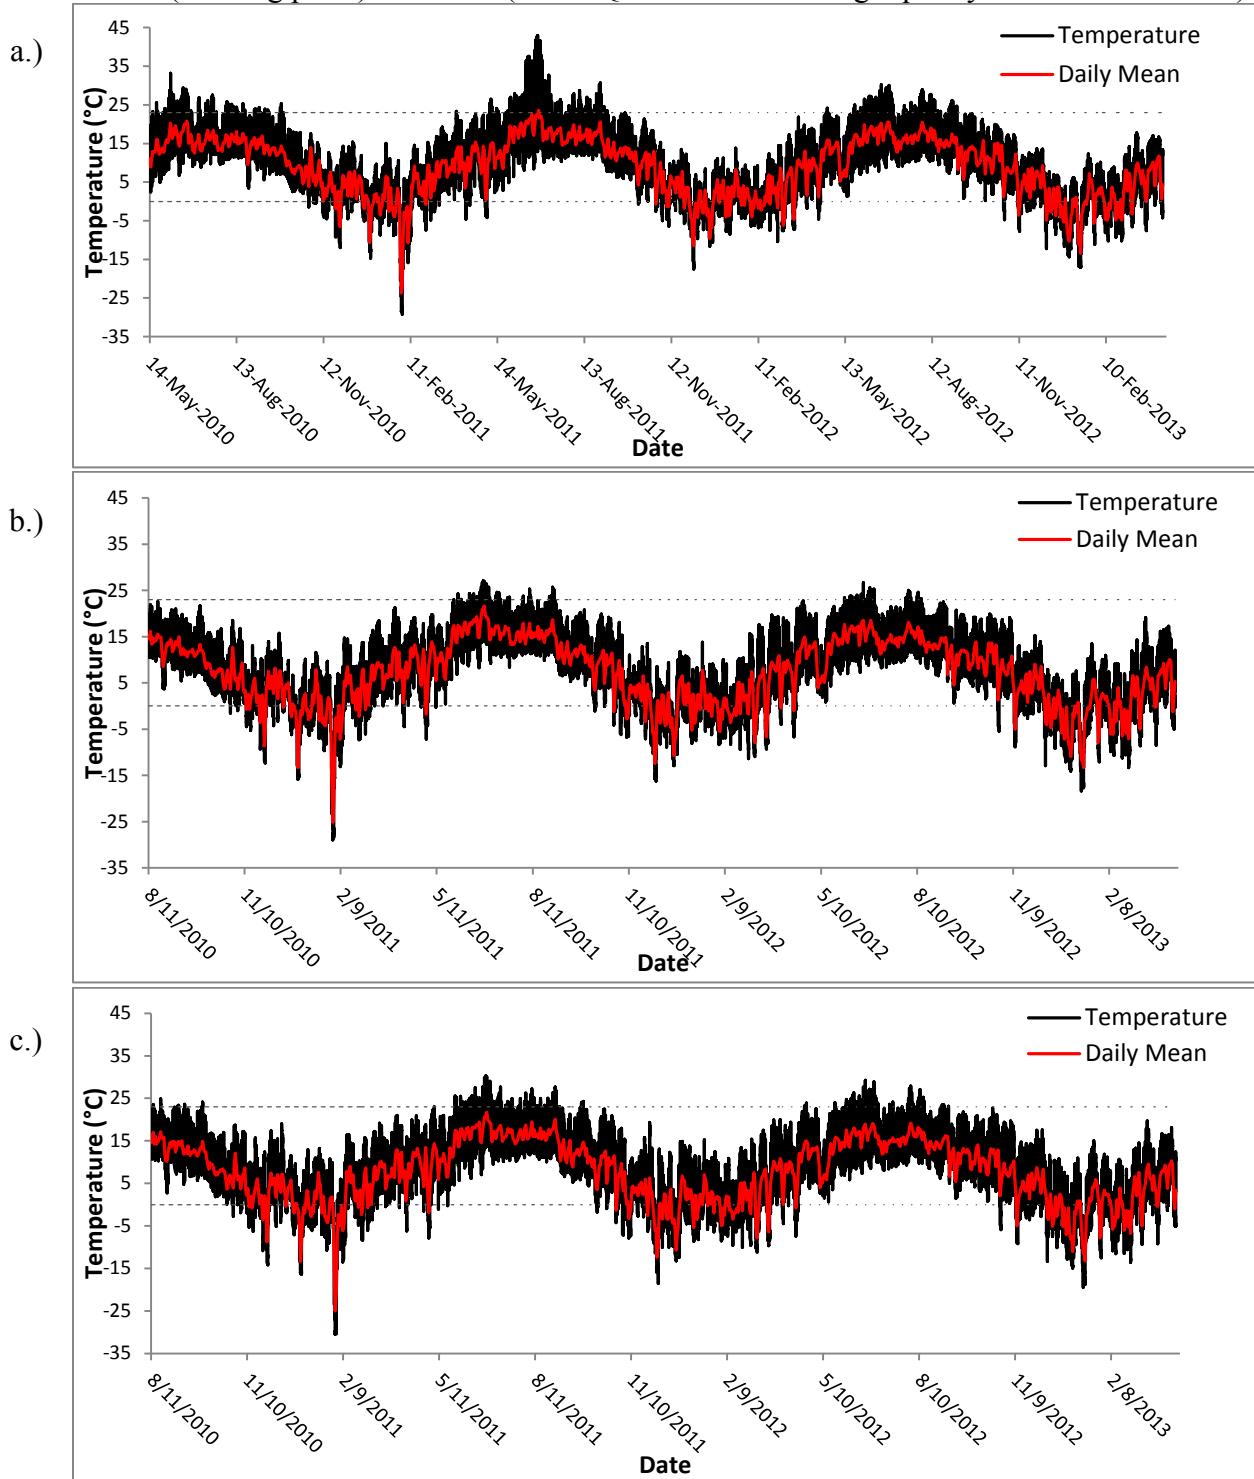 a.)
Temperature
Daily Mean
Temperature (°C)
45
35
25
15
5
-5
-15
-25
-35
14-May-2010
13-Aug-2010
12-Nov-2010
11-Feb-2011
14-May-2011
13-Aug-2011
12-Nov-2011
11-Feb-2012
13-May-2012
12-Aug-2012
11-Nov-2012
10-Feb-2013
Date
b.)
Temperature
Daily Mean
Temperature (°C)
45
35
25
15
5
-5
-15
-25
-35
8/11/2010
11/10/2010
2/9/2011
5/11/2011
8/11/2011
11/10/2011
2/9/2012
5/10/2012
8/10/2012
11/9/2012
2/8/2013
Date
c.)
Temperature
Daily Mean
Temperature (°C)
45
35
25
15
5
-5
-15
-25
-35
8/11/2010
11/10/2010
2/9/2011
5/11/2011
8/11/2011
11/10/2011
2/9/2012
5/10/2012
8/10/2012
11/9/2012
2/8/2013
Date